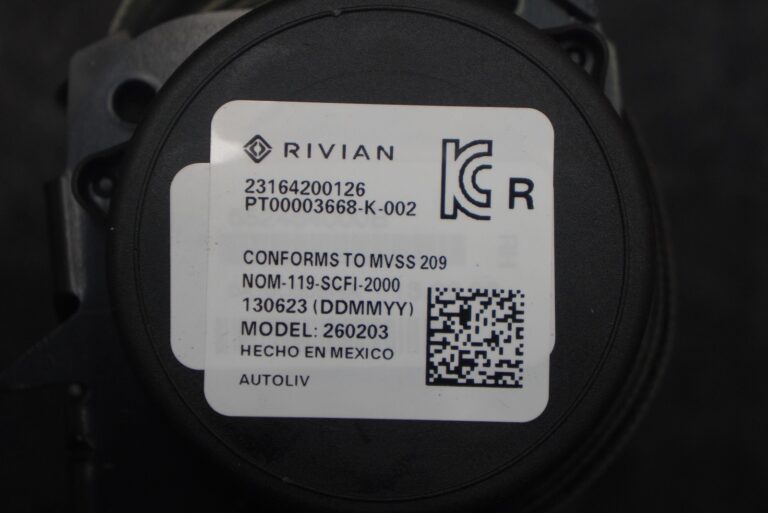 RIVIAN
23164200126
PT00003668-K-002
KC R
CONFORMS TO MVSS 209
NOM-119-SCFI-2000
130623 (DDMMYY)
MODEL: 260203
HECHO EN MEXICO
AUTOLIV